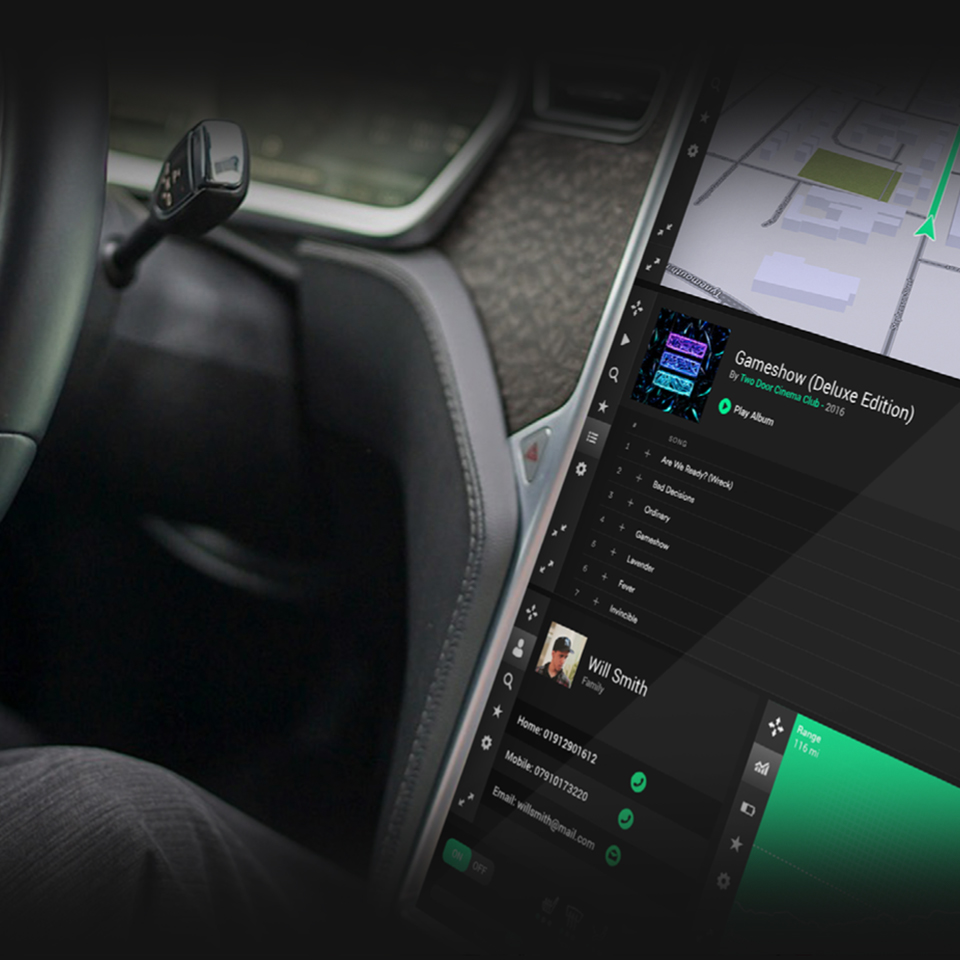 Gameshow (Deluxe Edition)
By Two Door Cinema Club - 2016
Play Album
# SONG
1 + Are We Ready? (Wreck)
2 + Bad Decisions
3 + Ordinary
4 + Gameshow
5 + Lavender
6 + Fever
7 + Invincible
Will Smith
Family
Home: 01912901612
Mobile: 07910173220
Email: willsmith@mail.com
ON OFF
Range
116 mi